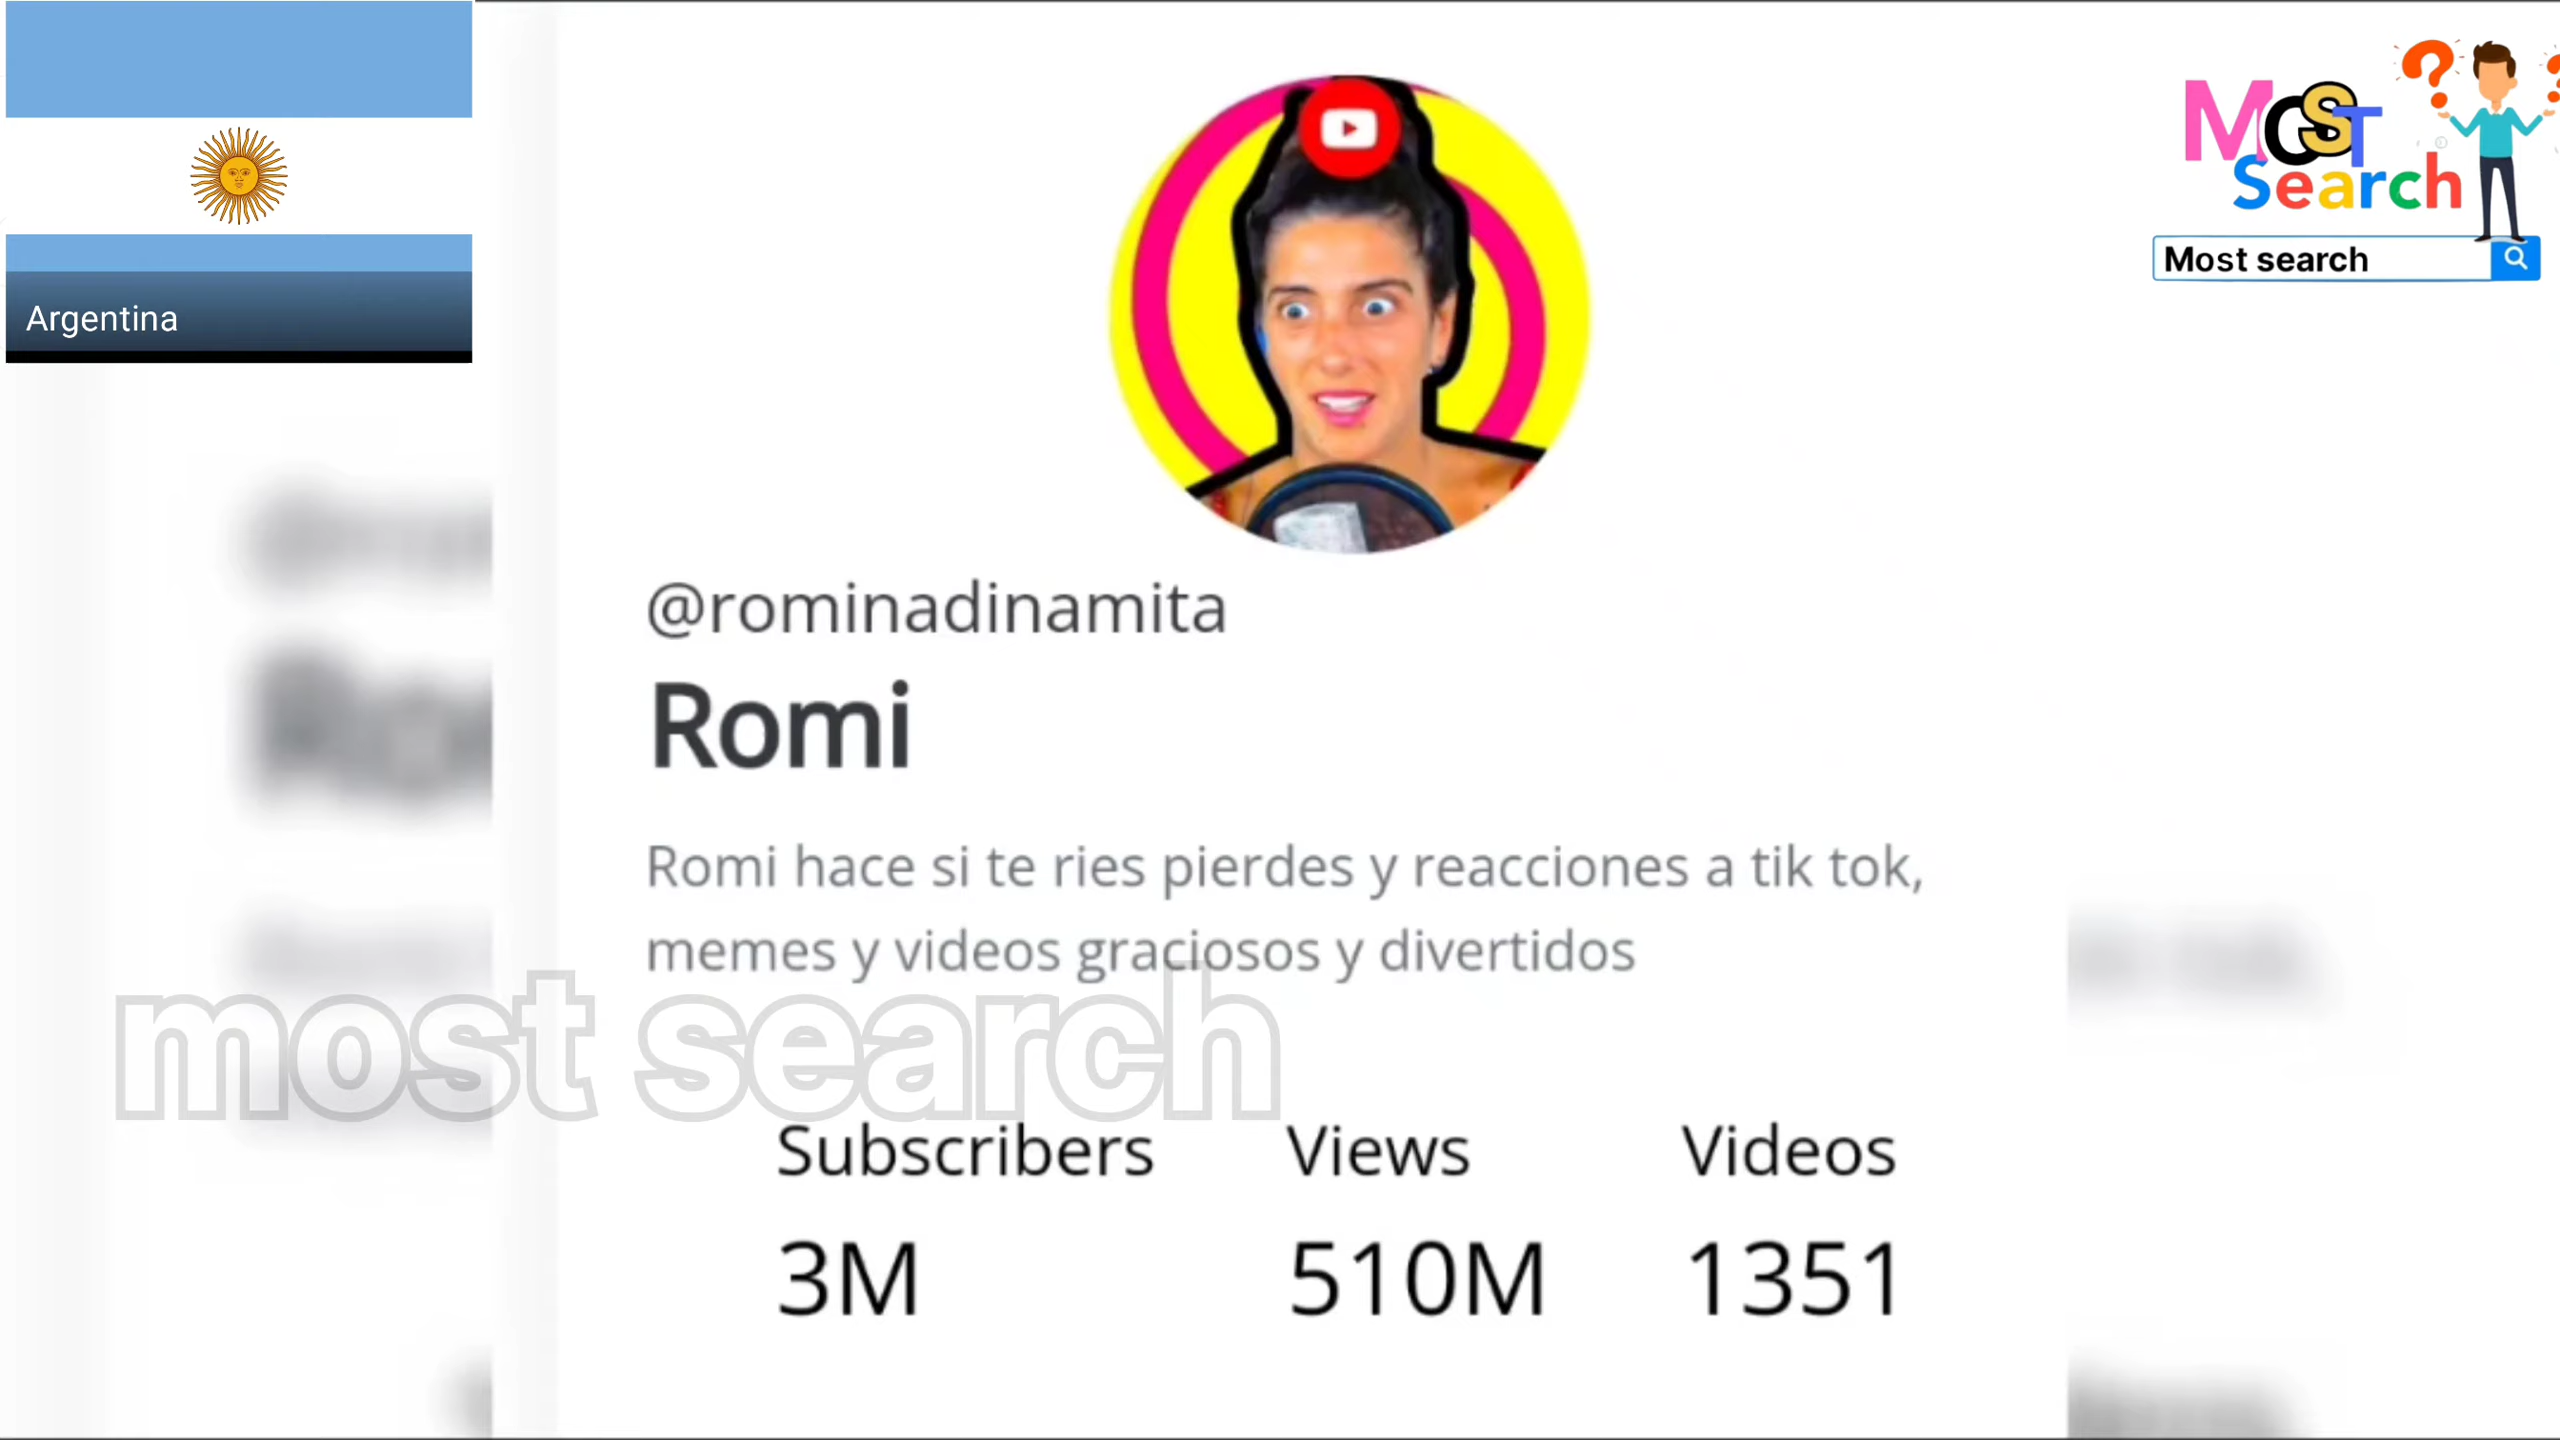 Argentina
MOST
Search
Most search
@rominadinamita
Romi
Romi hace si te ries pierdes y reacciones a tik tok,
memes y videos graciosos y divertidos
most search
Subscribers Views Videos
3M 510M 1351